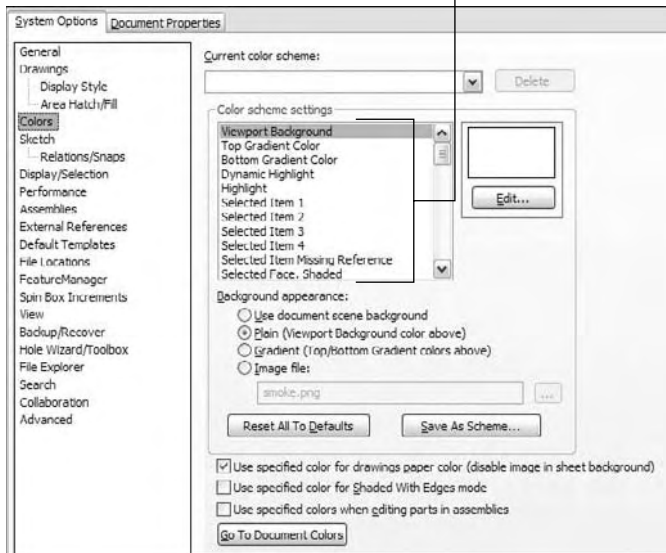 System Options Document Properties
General
Drawings
Display Style
Area Hatch/Fill
Colors
Sketch
Relations/Snaps
Display/Selection
Performance
Assemblies
External References
Default Templates
File Locations
FeatureManager
Spin Box Increments
View
Backup/Recover
Hole Wizard/Toolbox
File Explorer
Search
Collaboration
Advanced
Current color scheme:
Delete
Color scheme settings
Viewport Background
Top Gradient Color
Bottom Gradient Color
Dynamic Highlight
Highlight
Selected Item 1
Selected Item 2
Selected Item 3
Selected Item 4
Selected Item Missing Reference
Selected Face, Shaded
Edit...
Background appearance:
Use document scene background
Plain (Viewport Background color above)
Gradient (Top/Bottom Gradient colors above)
Image file:
smoke.png
...
Reset All To Defaults Save As Scheme...
Use specified color for drawings paper color (disable image in sheet background)
Use specified color for Shaded With Edges mode
Use specified colors when editing parts in assemblies
Go To Document Colors